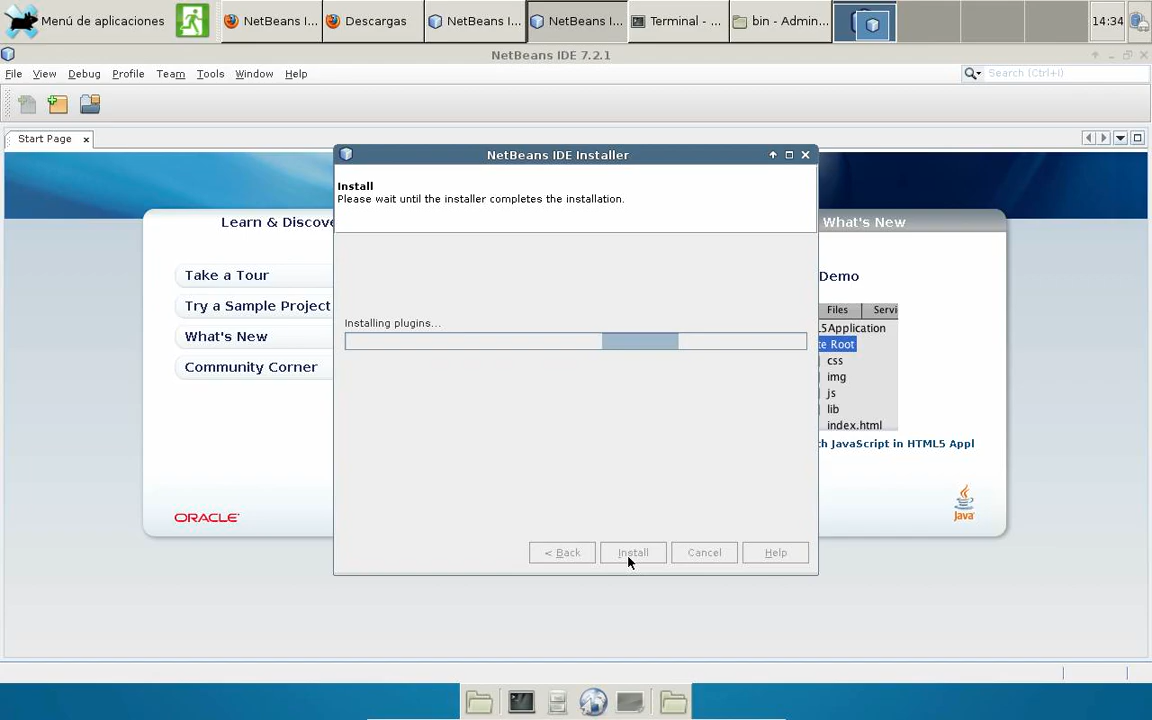 Menú de aplicaciones
NetBeans I...
Descargas
NetBeans I...
NetBeans I...
Terminal - ...
bin - Admin...
14:34
NetBeans IDE 7.2.1
File View Debug Profile Team Tools Window Help
Search (Ctrl+I)
Start Page
NetBeans IDE Installer
Install
Please wait until the installer completes the installation.
Learn & Discove
What's New
Take a Tour
Try a Sample Project
What's New
Community Corner
Demo
Files Servi
L5Application
te Root
css
img
js
lib
index.html
th JavaScript in HTML5 Appl
Installing plugins...
ORACLE
Java
< Back Install Cancel Help